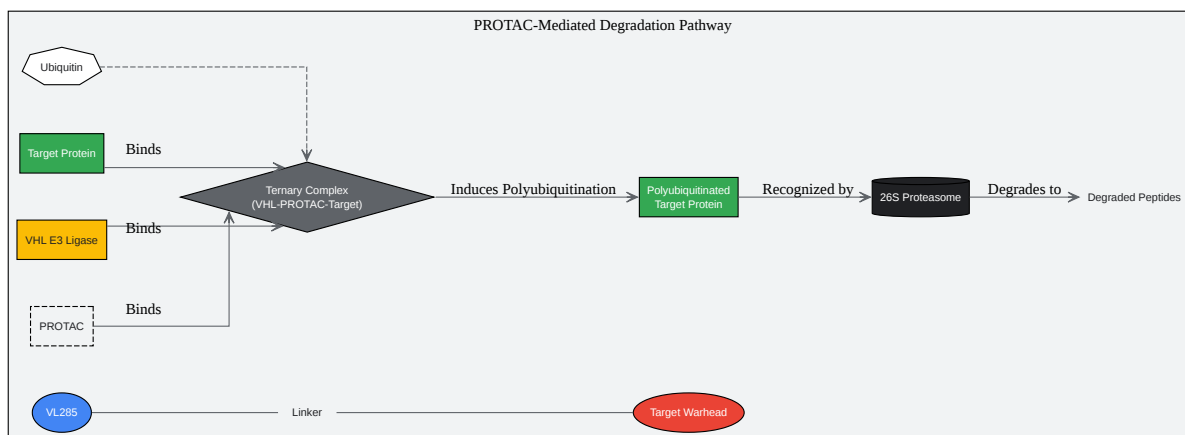 PROTAC-Mediated Degradation Pathway
Ubiquitin
Target Protein
Binds
Ternary Complex
(VHL-PROTAC-Target)
Induces Polyubiquitination
Polyubiquitinated
Target Protein
Recognized by
26S Proteasome
Degrades to
Degraded Peptides
VHL E3 Ligase
Binds
PROTAC
Binds
VL285
Linker
Target Warhead